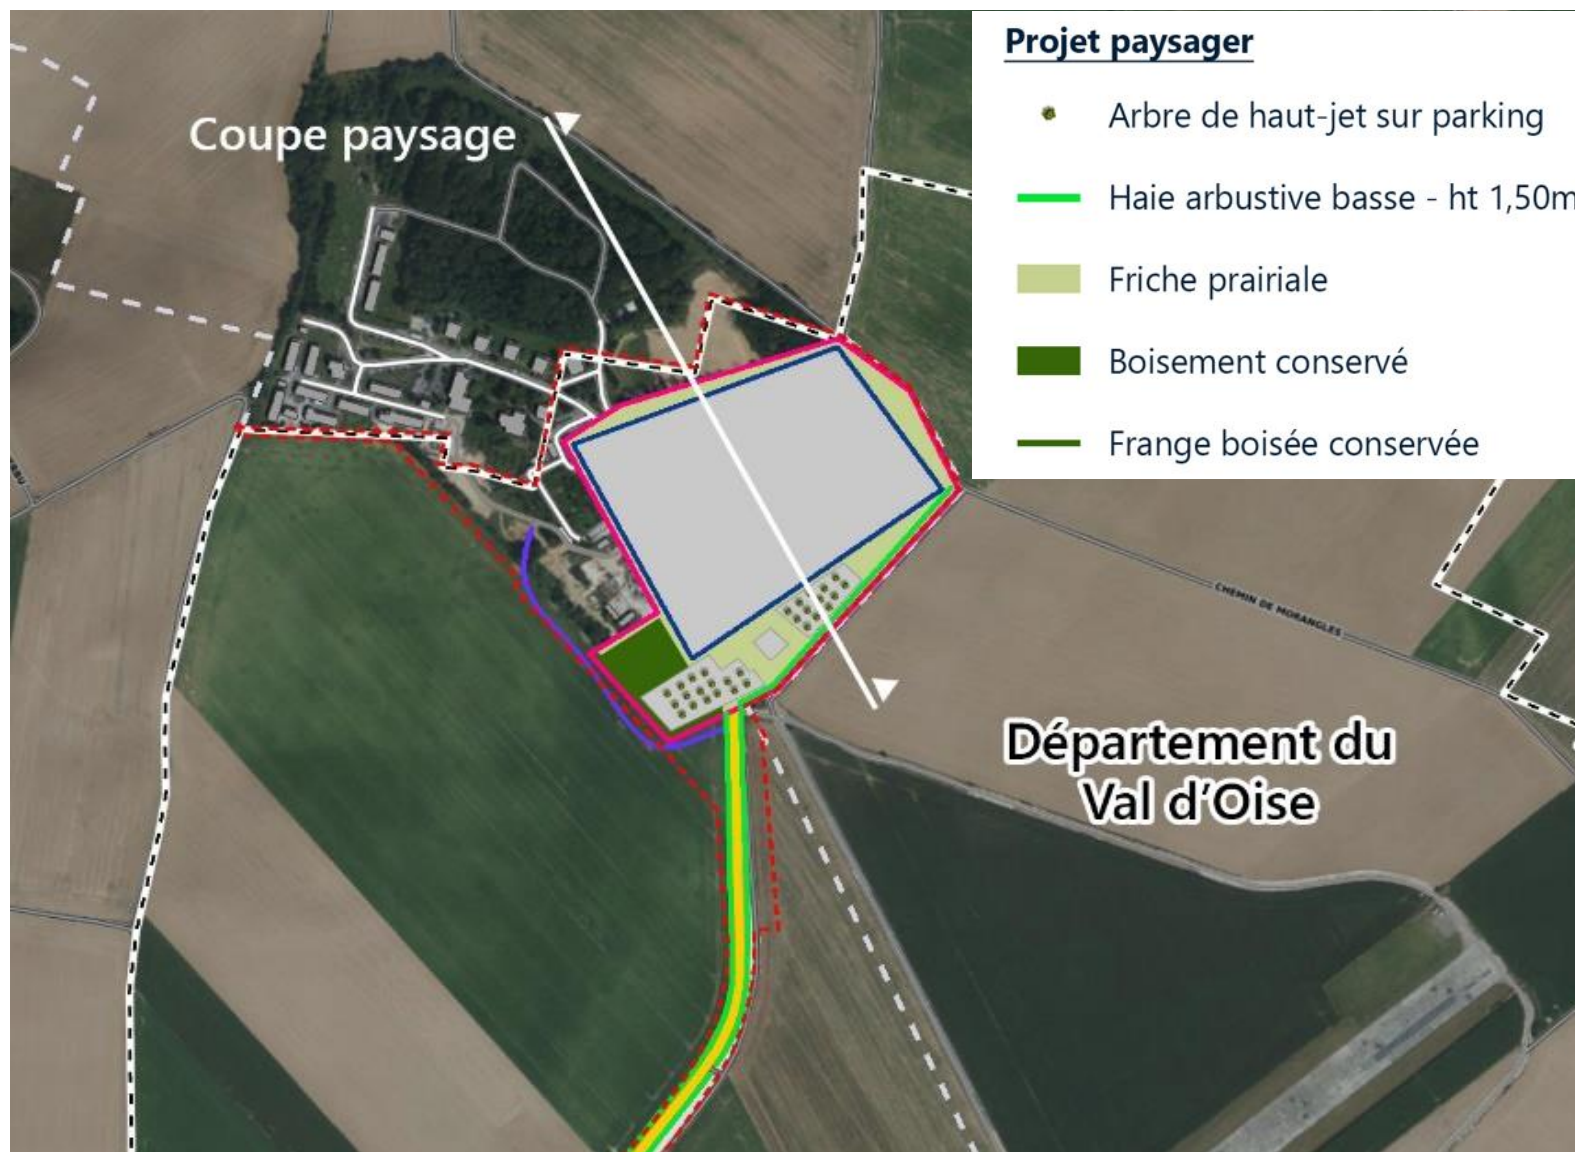 Projet paysager
Arbre de haut-jet sur parking
Haie arbustive basse - ht 1,50m
Friche prairiale
Boisement conservé
Frange boisée conservée
Coupe paysage
CHEMIN DE MORANGLES
Département du
Val d'Oise